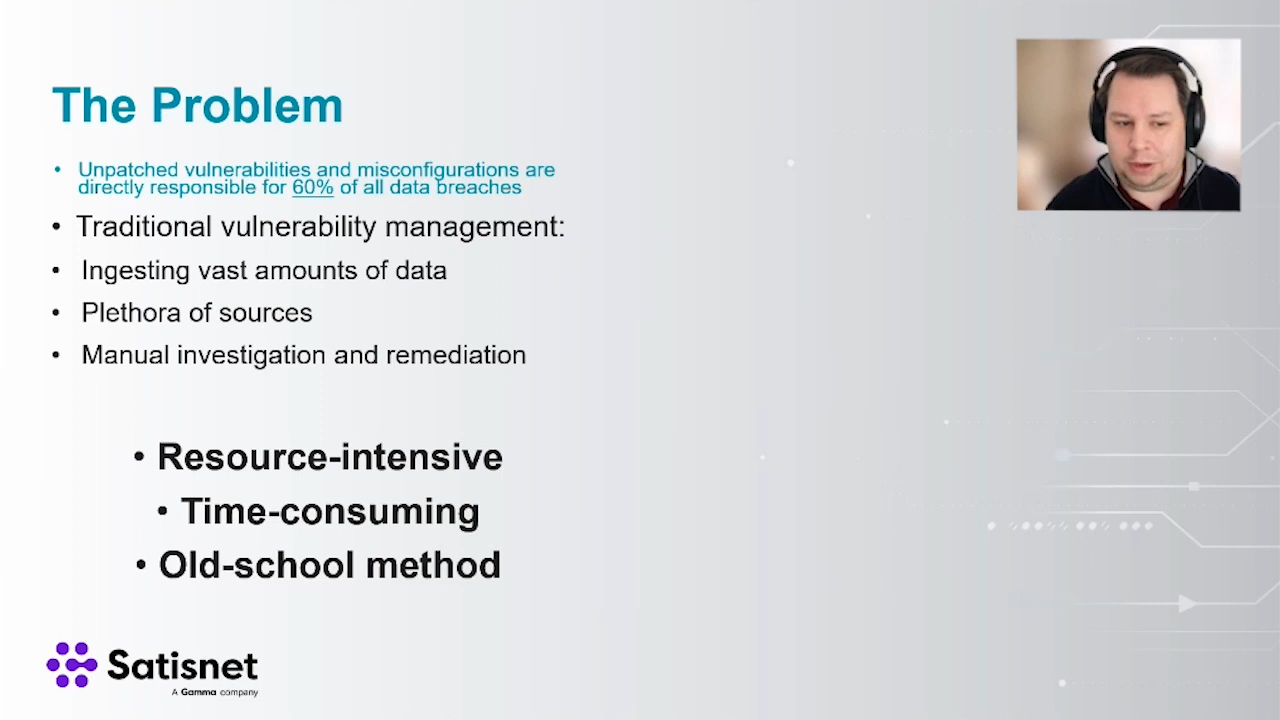 The Problem
• Unpatched vulnerabilities and misconfigurations are
directly responsible for 60% of all data breaches
• Traditional vulnerability management:
• Ingesting vast amounts of data
• Plethora of sources
• Manual investigation and remediation
• Resource-intensive
• Time-consuming
• Old-school method
Satisnet
A Gamma company